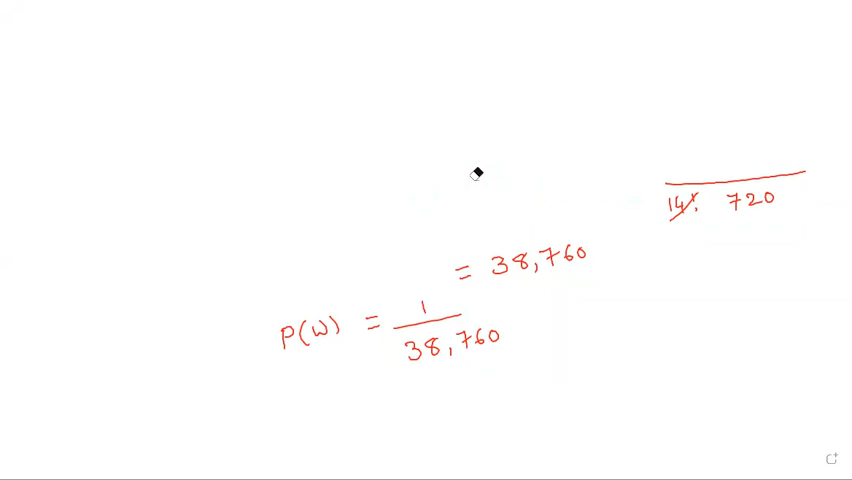 14! 720
= 38,760
P(W) = 1 / 38,760